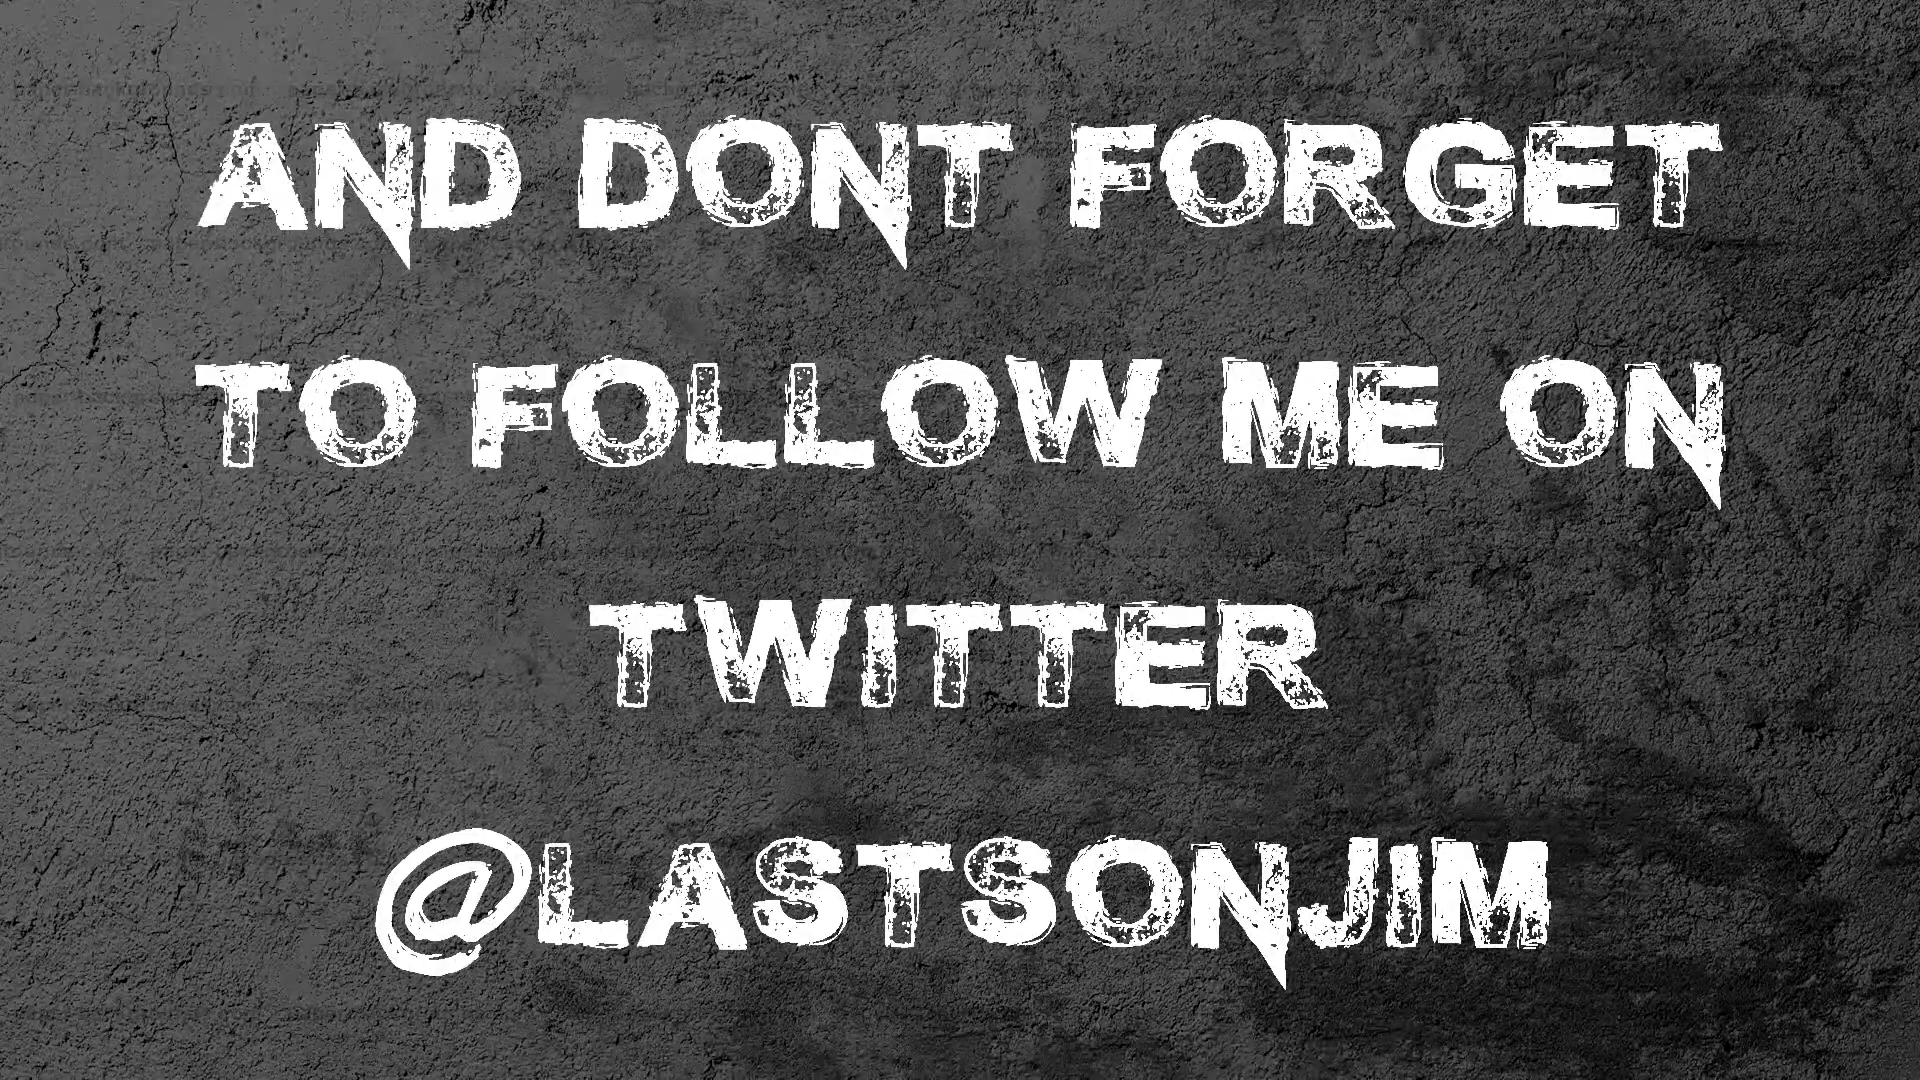 AND DONT FORGET
TO FOLLOW ME ON
TWITTER
@LASTSONJIM